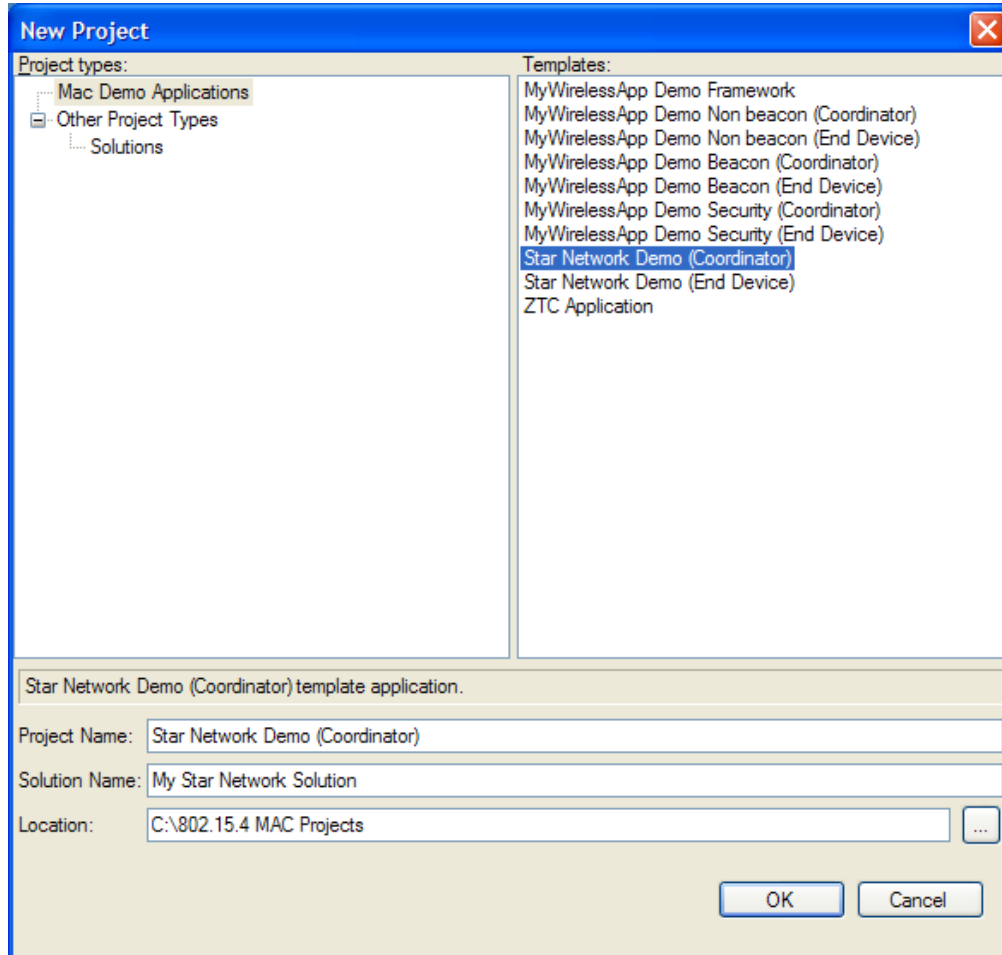 New Project
Project types:
Templates:
Mac Demo Applications
Other Project Types
Solutions
MyWirelessApp Demo Framework
MyWirelessApp Demo Non beacon (Coordinator)
MyWirelessApp Demo Non beacon (End Device)
MyWirelessApp Demo Beacon (Coordinator)
MyWirelessApp Demo Beacon (End Device)
MyWirelessApp Demo Security (Coordinator)
MyWirelessApp Demo Security (End Device)
Star Network Demo (Coordinator)
Star Network Demo (End Device)
ZTC Application
Star Network Demo (Coordinator) template application.
Project Name: Star Network Demo (Coordinator)
Solution Name: My Star Network Solution
Location: C:\802.15.4 MAC Projects ...
OK Cancel